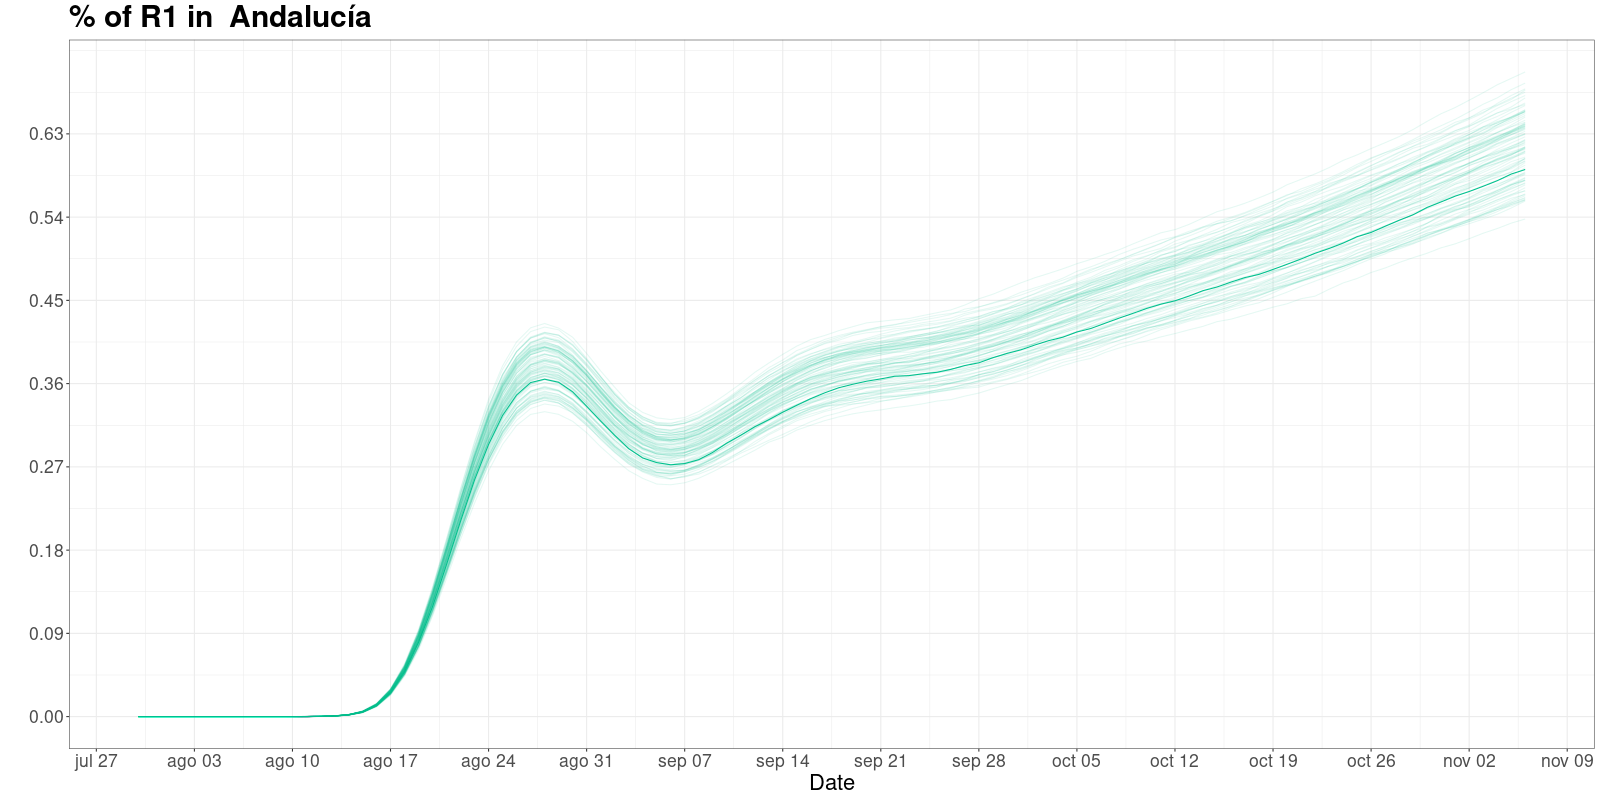 % of R1 in  Andalucía
0.63
0.54
0.45
0.36
0.27
0.18
0.09
0.00
jul 27 ago 03 ago 10 ago 17 ago 24 ago 31 sep 07 sep 14 sep 21 sep 28 oct 05 oct 12 oct 19 oct 26 nov 02 nov 09
Date